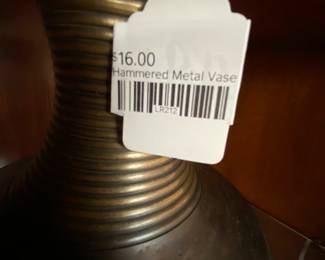 $16.00
Hammered Metal Vase
LR212